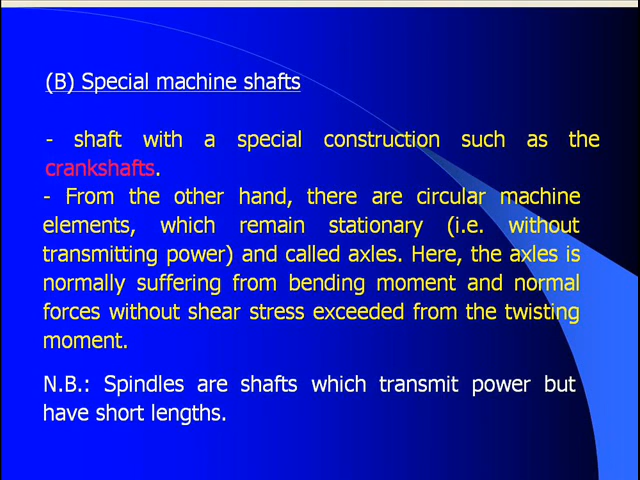 (B) Special machine shafts
- shaft with a special construction such as the
crankshafts.
- From the other hand, there are circular machine
elements, which remain stationary (i.e. without
transmitting power) and called axles. Here, the axles is
normally suffering from bending moment and normal
forces without shear stress exceeded from the twisting
moment.
N.B.: Spindles are shafts which transmit power but
have short lengths.